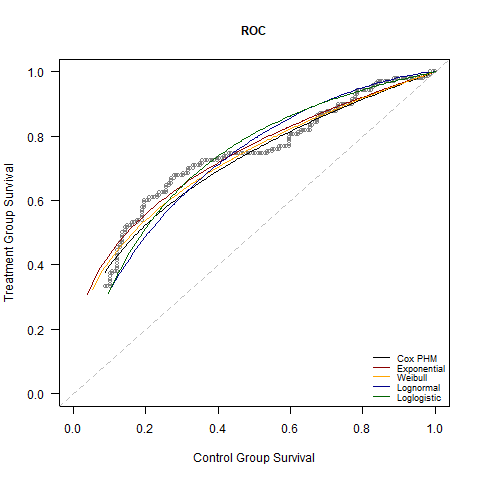 ROC
Treatment Group Survival
1.0
0.8
0.6
0.4
0.2
0.0
Cox PHM
Exponential
Weibull
Lognormal
Loglogistic
0.0 0.2 0.4 0.6 0.8 1.0
Control Group Survival